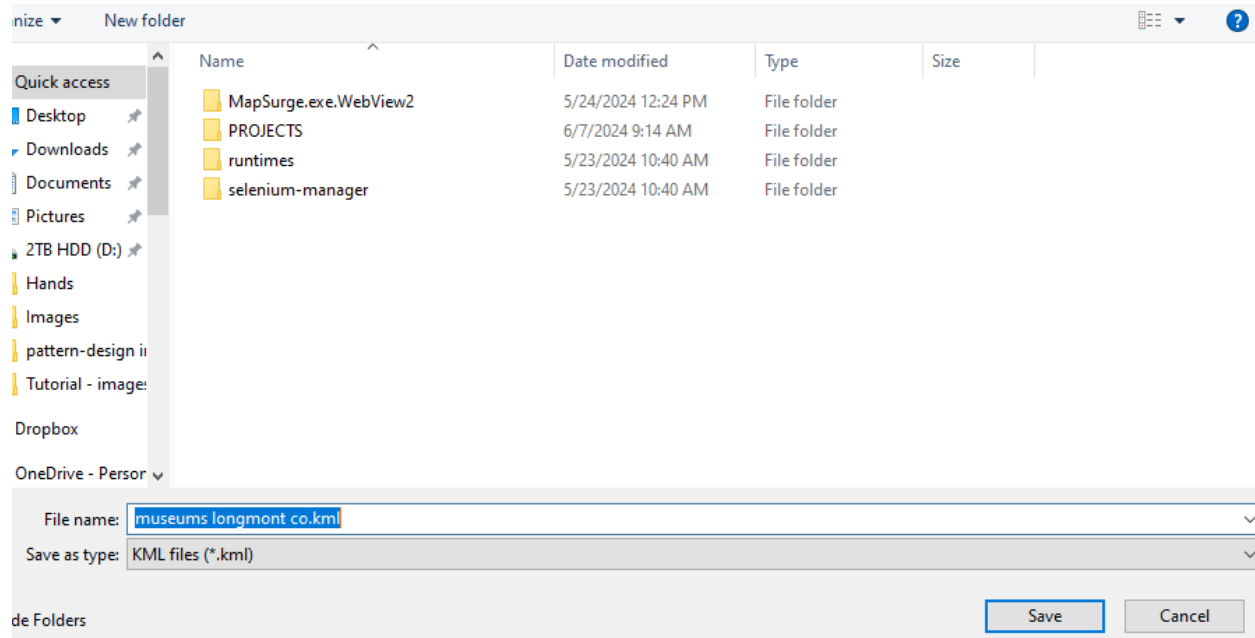 nize New folder
Name Date modified Type Size
Quick access
Desktop
Downloads
Documents
Pictures
2TB HDD (D:)
Hands
Images
pattern-design i
Tutorial - image
Dropbox
OneDrive - Person
MapSurge.exe.WebView2 5/24/2024 12:24 PM File folder
PROJECTS 6/7/2024 9:14 AM File folder
runtimes 5/23/2024 10:40 AM File folder
selenium-manager 5/23/2024 10:40 AM File folder
File name: museums longmont co.kml
Save as type: KML files (*.kml)
de Folders Save Cancel